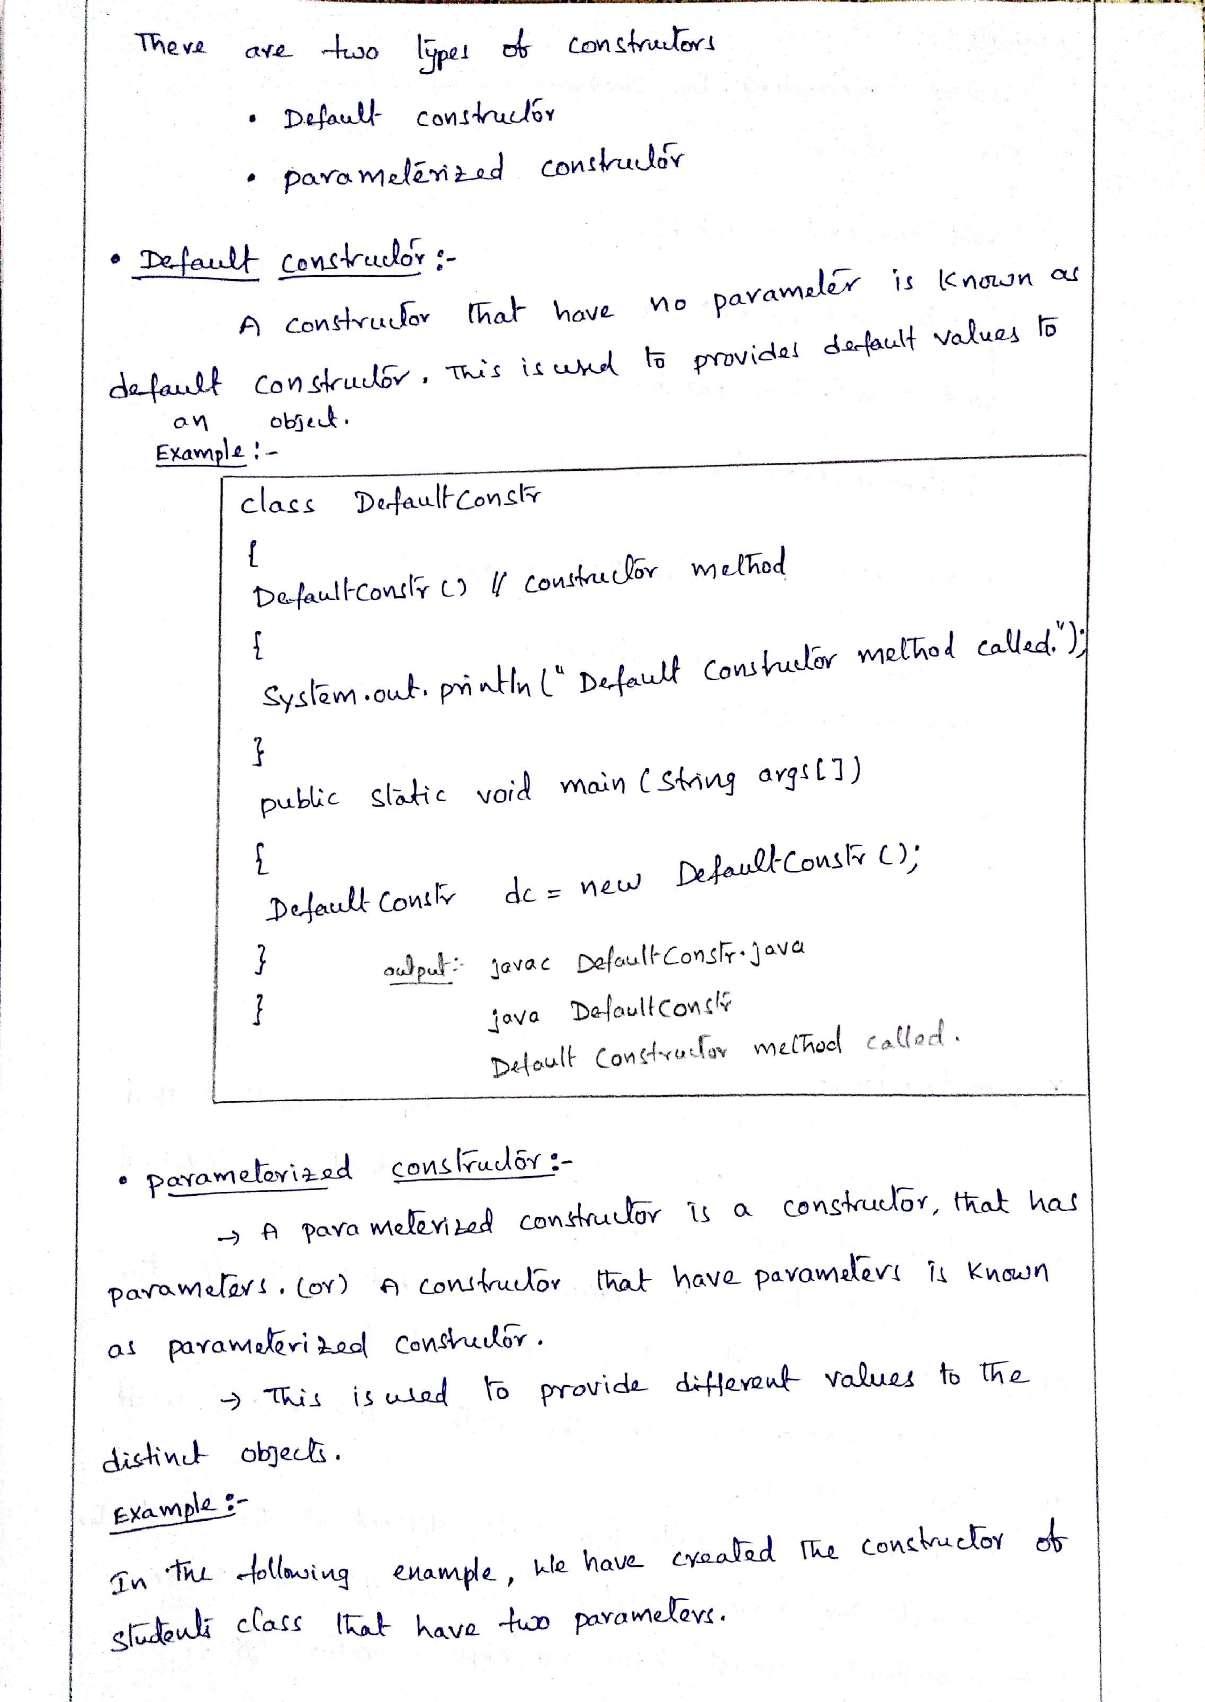 There are two types of constructors
• Default constructor
• parameterized constructor
• Default constructor :-
A constructor that have no parameter is known as
default constructor. This is used to provides default values to
an object.
Example :-
class DefaultConstr
{
DefaultConstr () // constructor method
{
System.out.println (" Default Constructor method called.");
}
public static void main (String args[])
{
DefaultConstr dc = new DefaultConstr ();
}
output :- javac DefaultConstr.java
}
java DefaultConstr
Default Constructor method called.
• parameterized constructor :-
→ A parameterized constructor is a constructor, that has
parameters. (or) A constructor that have parameters is known
as parameterized constructor.
→ This is used to provide different values to the
distinct objects.
Example :-
In the following example, we have created the constructor of
students class that have two parameters.